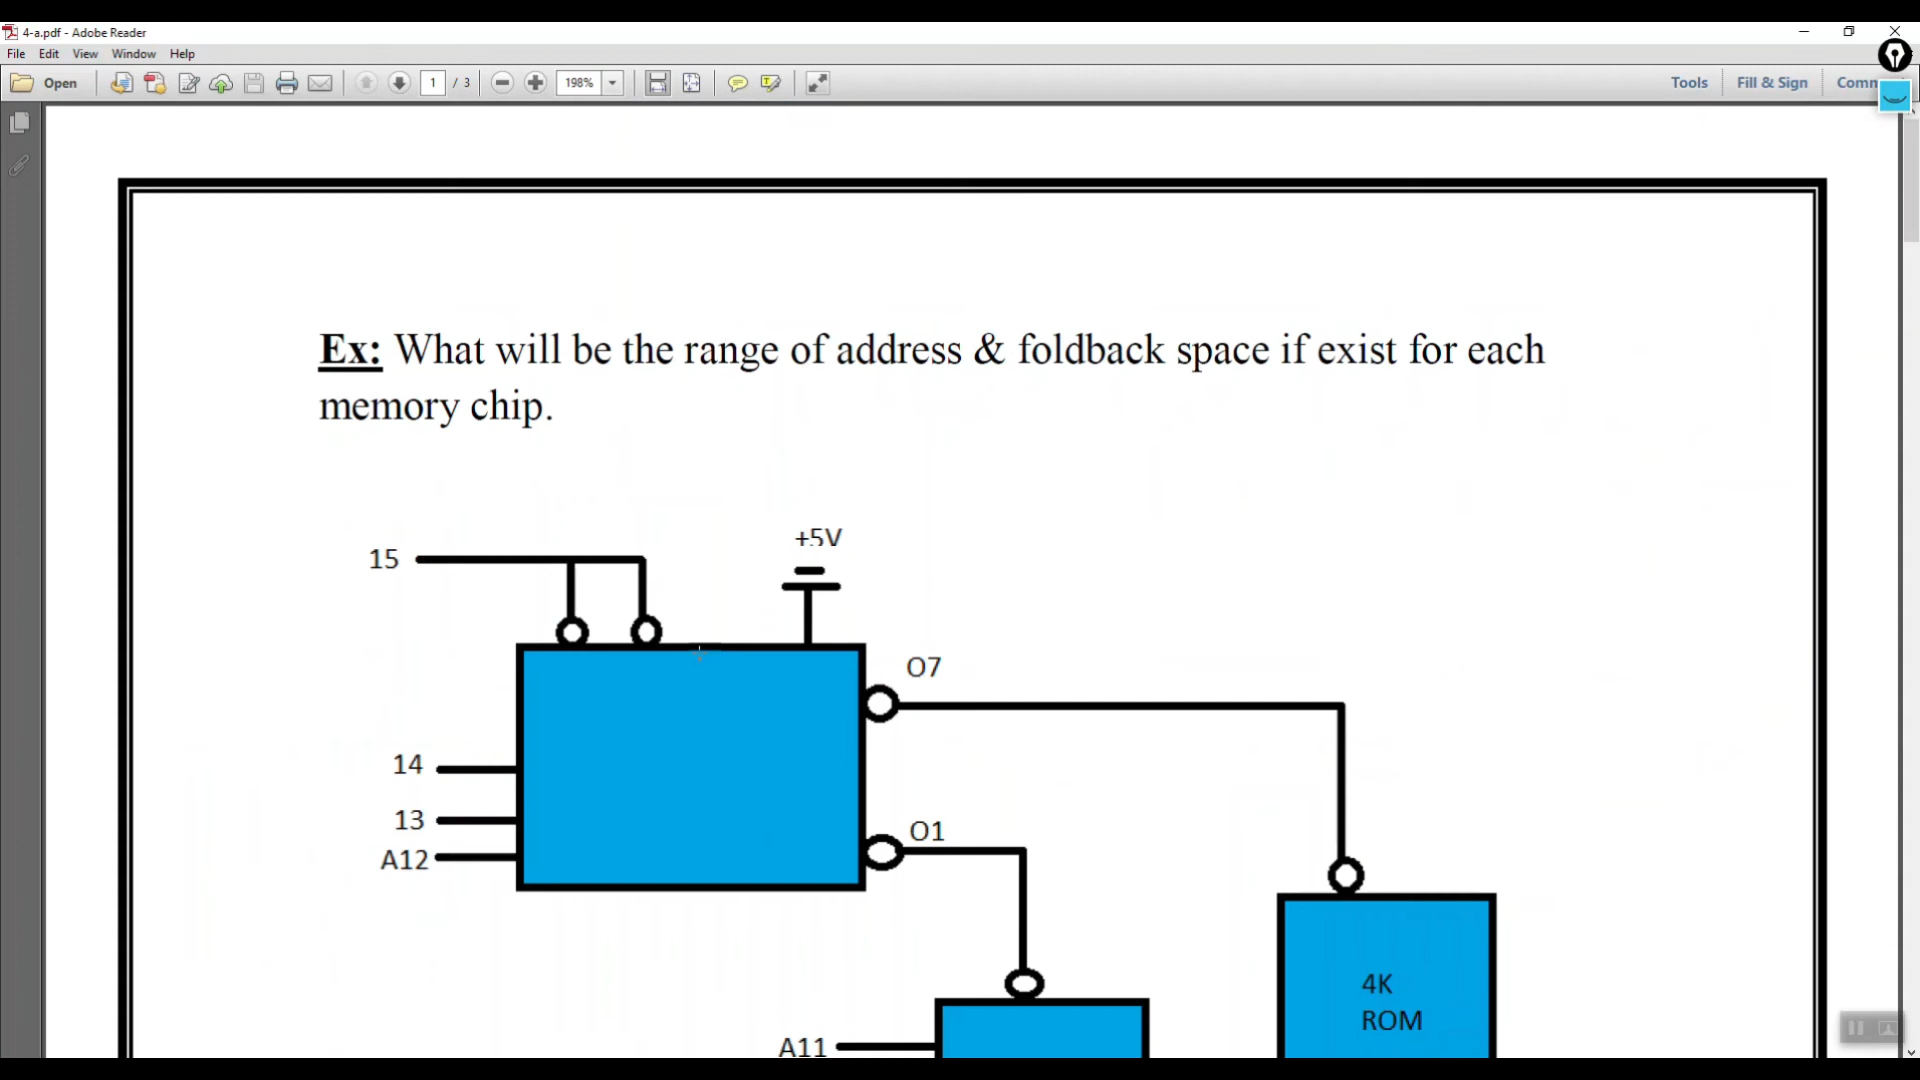 4-a.pdf - Adobe Reader
File Edit View Window Help
Open 1 / 3 198% Tools Fill & Sign
Ex: What will be the range of address & foldback space if exist for each
memory chip.
+5V
15
O7
14
13
O1
A12
4K
ROM
A11